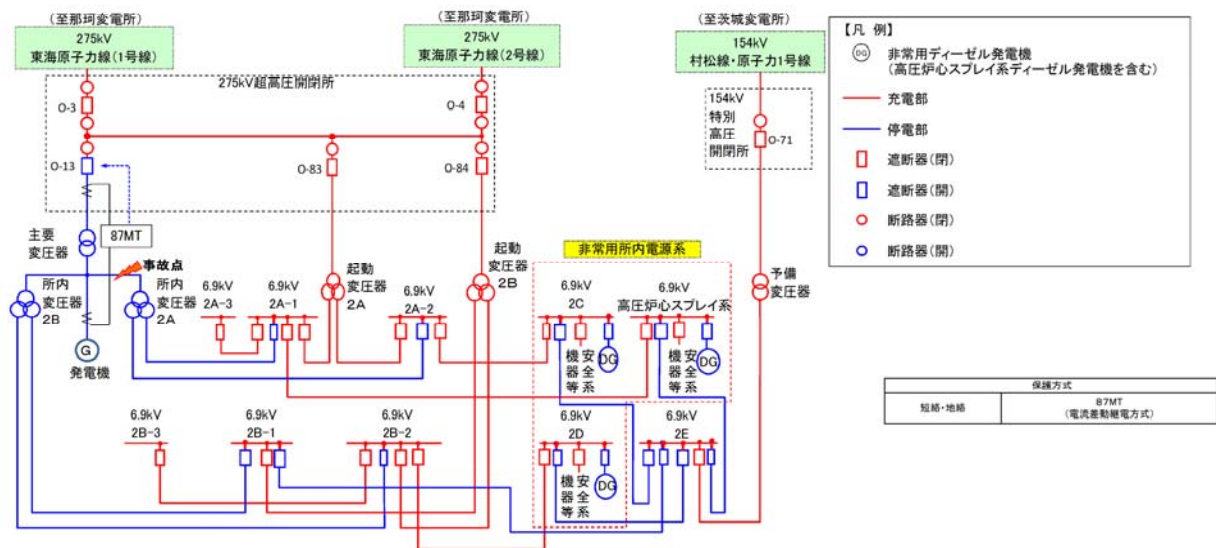 (至那珂変電所)
275kV
東海原子力線(1号線)
(至那珂変電所)
275kV
東海原子力線(2号線)
(至茨城変電所)
154kV
村松線・原子力1号線
【凡 例】
DG
非常用ディーゼル発電機
(高圧炉心スプレイ系ディーゼル発電機を含む)
充電部
停電部
遮断器(閉)
遮断器(開)
断路器(閉)
断路器(開)
275kV超高圧開閉所
O-3
O-4
O-13
O-83
O-84
154kV
特別
高圧
開閉所
O-71
87MT
主要
変圧器
事故点
所内
変圧器
2B
所内
変圧器
2A
G
発電機
起動
変圧器
2A
起動
変圧器
2B
非常用所内電源系
予備
変圧器
6.9kV
2A-3
6.9kV
2A-1
6.9kV
2A-2
6.9kV
2C
6.9kV
高圧炉心スプレイ系
安全系
機器等
DG
安全系
機器等
DG
6.9kV
2B-3
6.9kV
2B-1
6.9kV
2B-2
6.9kV
2D
6.9kV
2E
安全系
機器等
DG
保護方式
短絡・地絡
87MT
(電流差動継電方式)